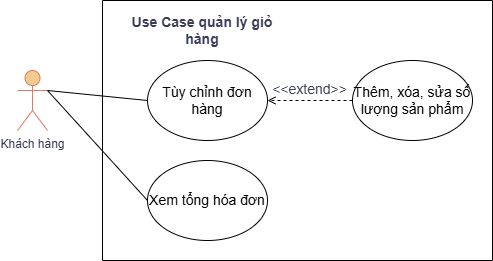 Use Case quản lý giỏ
hàng
Khách hàng
Tùy chỉnh đơn
hàng
<<extend>>
Thêm, xóa, sửa số
lượng sản phẩm
Xem tổng hóa đơn